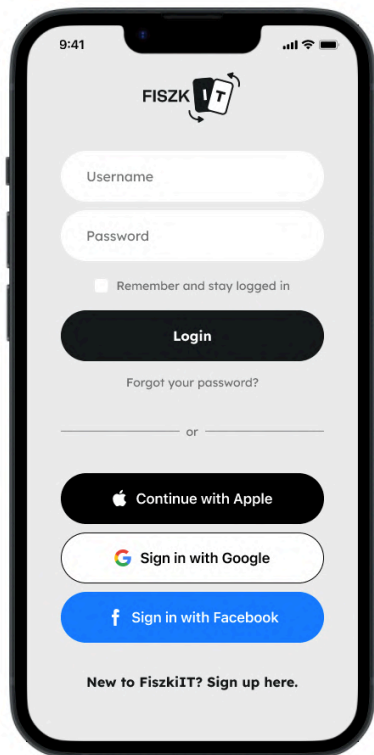 9:41
FISZKIT
Username
Password
Remember and stay logged in
Login
Forgot your password?
or
Continue with Apple
Sign in with Google
Sign in with Facebook
New to FiszkiIT? Sign up here.